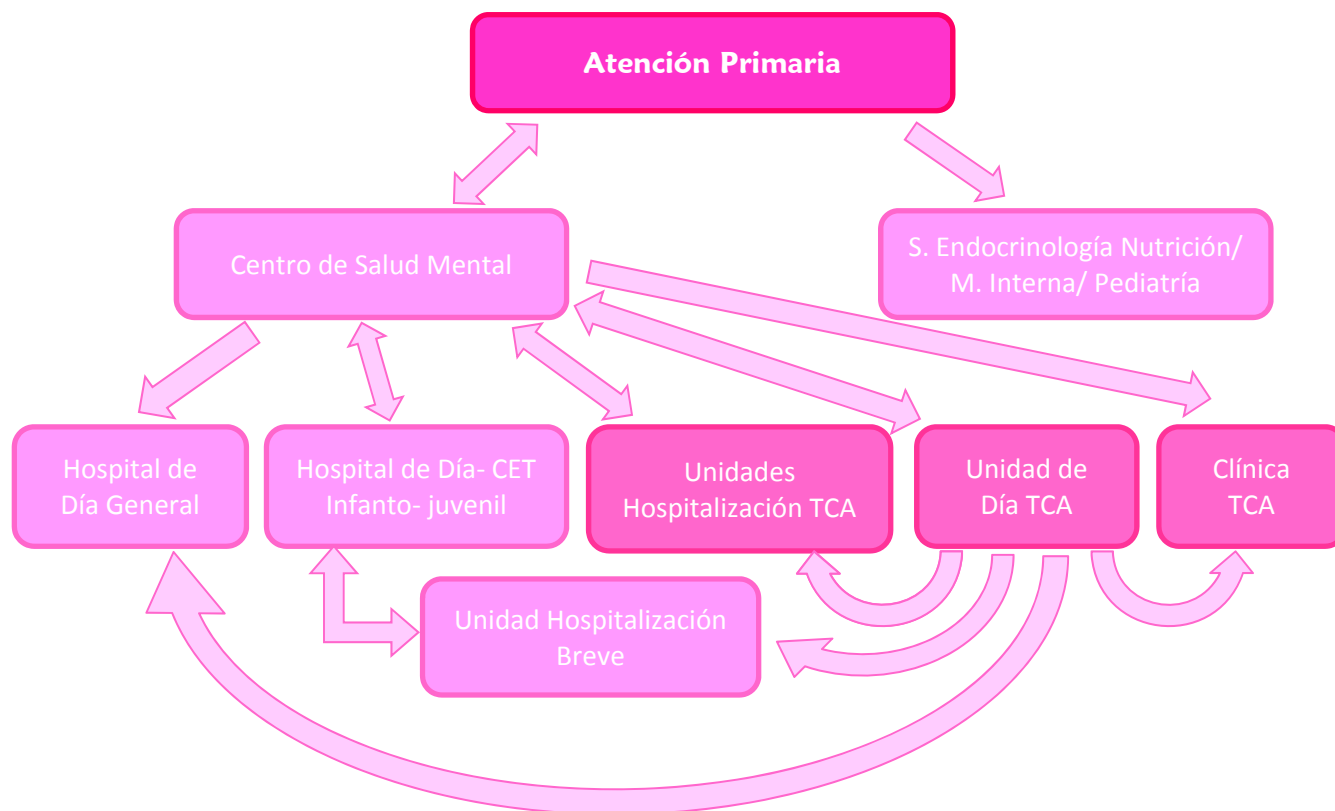 Atención Primaria
Centro de Salud Mental
S. Endocrinología Nutrición/
M. Interna/ Pediatría
Hospital de
Día General
Hospital de Día- CET
Infanto- juvenil
Unidades
Hospitalización TCA
Unidad de
Día TCA
Clínica
TCA
Unidad Hospitalización
Breve